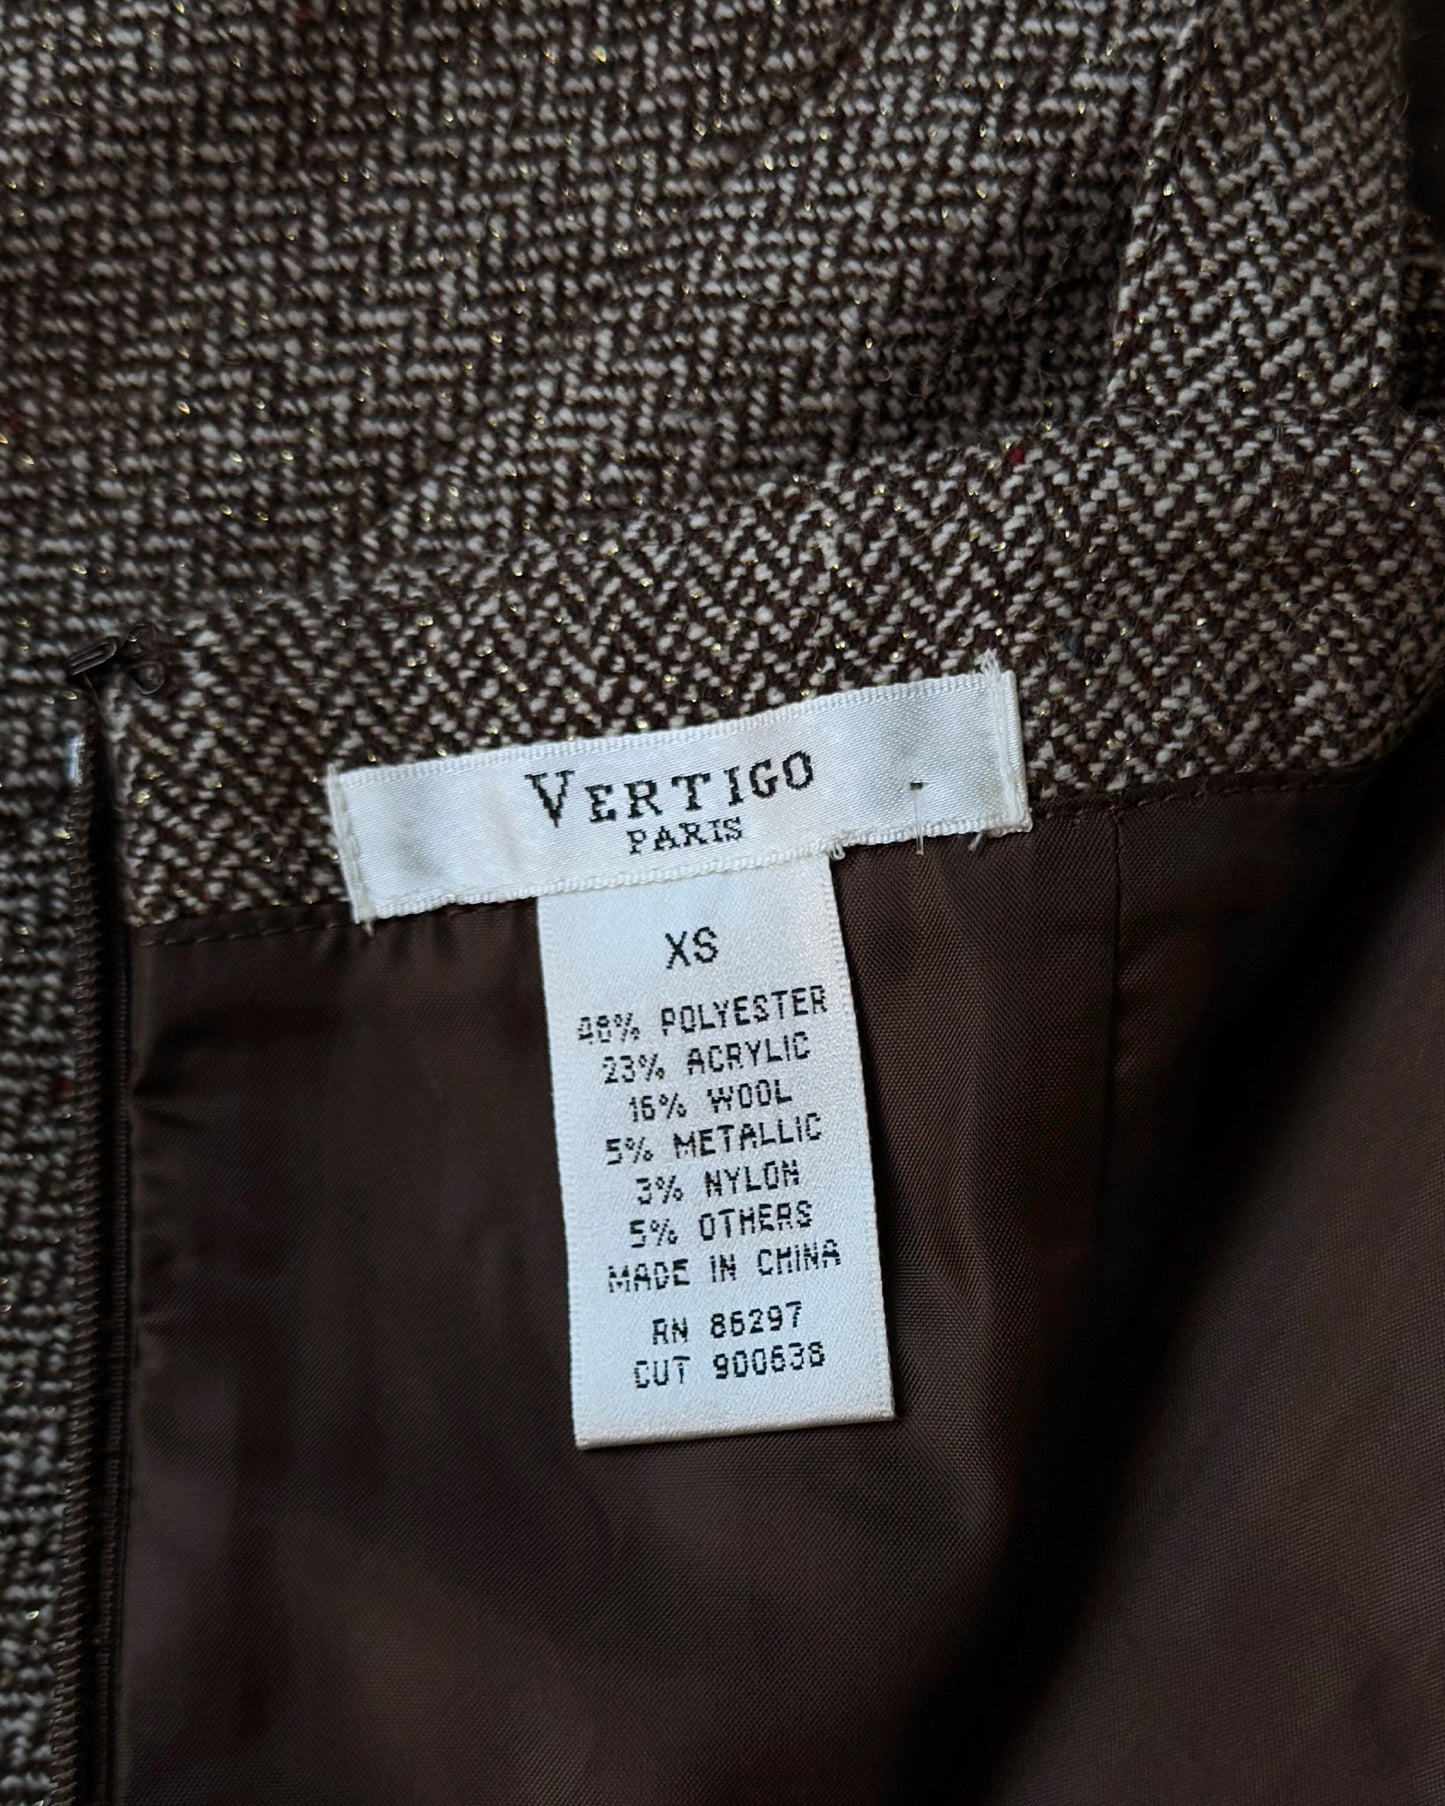 VERTIGO
PARIS
XS
48% POLYESTER
23% ACRYLIC
16% WOOL
5% METALLIC
3% NYLON
5% OTHERS
MADE IN CHINA
RN 86297
CUT 900638